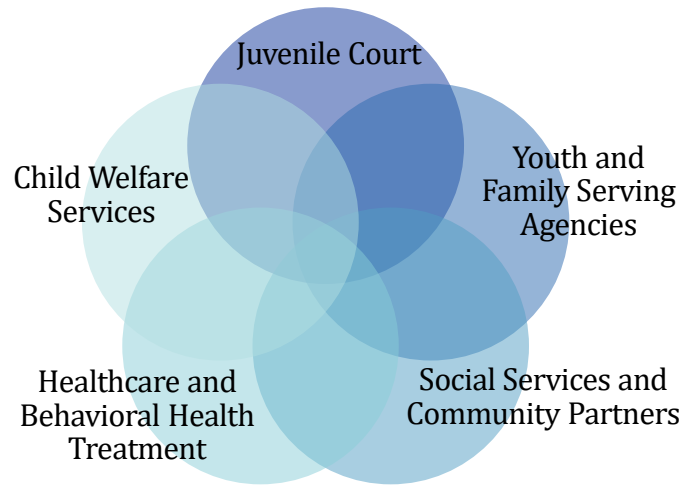 Juvenile Court
Youth and
Family Serving
Agencies
Child Welfare
Services
Healthcare and
Behavioral Health
Treatment
Social Services and
Community Partners